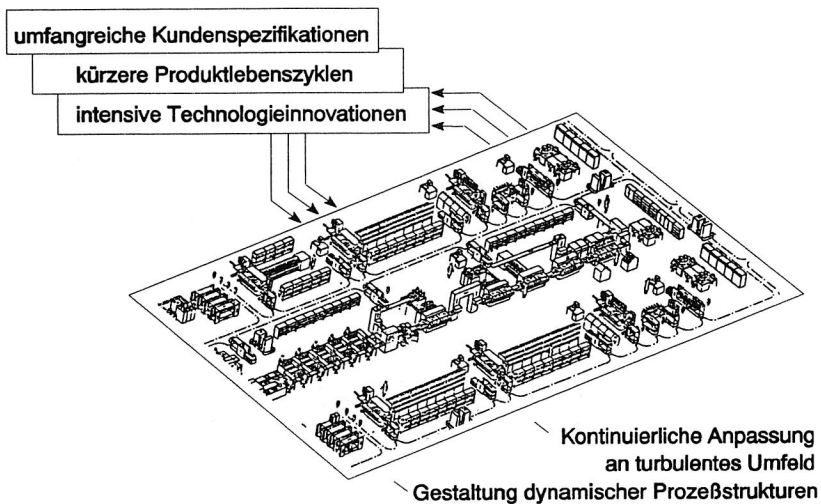 umfangreiche Kundenspezifikationen
kürzere Produktlebenszyklen
intensive Technologieinnovationen
Kontinuierliche Anpassung
an turbulentes Umfeld
Gestaltung dynamischer Prozeßstrukturen